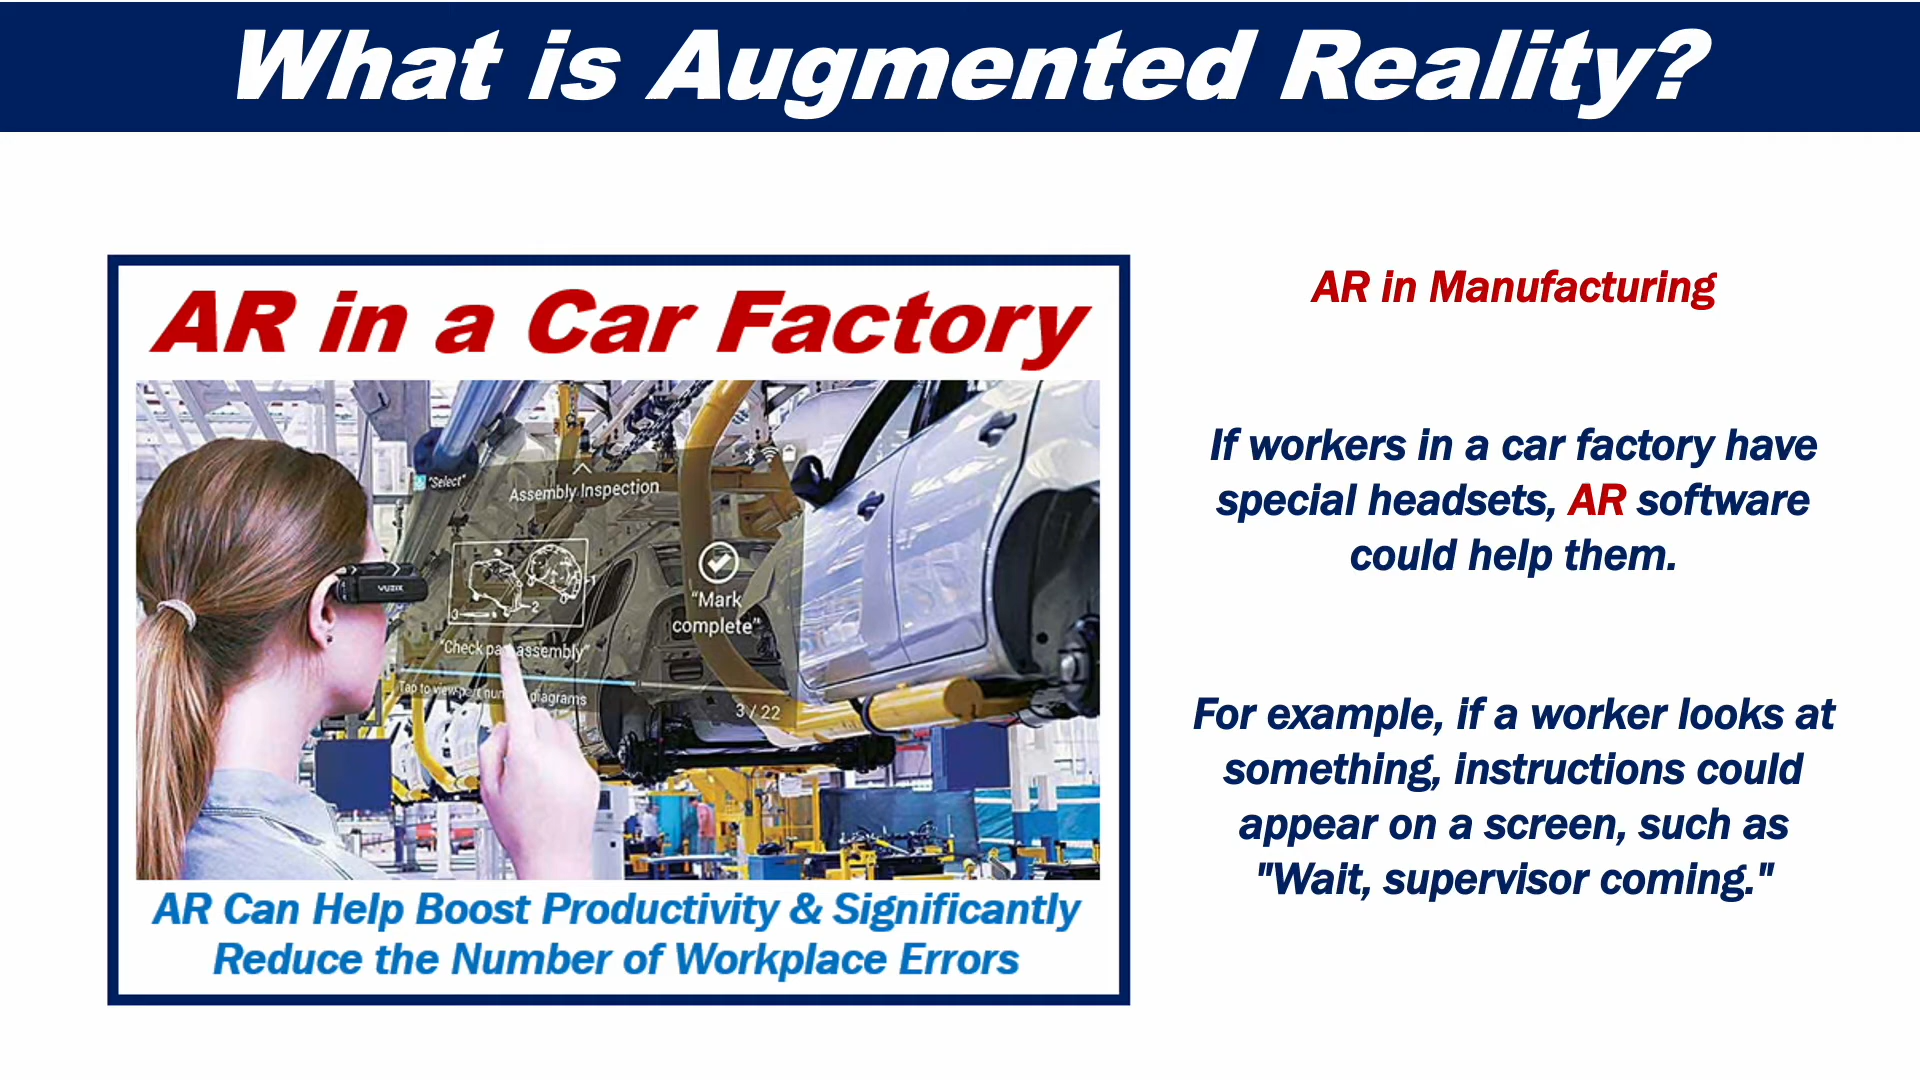 What is Augmented Reality?
AR in a Car Factory
"Select"
Assembly Inspection
VUZIX
1
2
3
"Mark
complete"
"Check pa assembly"
Tap to view part num diagrams
3 / 22
AR Can Help Boost Productivity & Significantly
Reduce the Number of Workplace Errors
AR in Manufacturing
If workers in a car factory have
special headsets, AR software
could help them.
For example, if a worker looks at
something, instructions could
appear on a screen, such as
"Wait, supervisor coming."